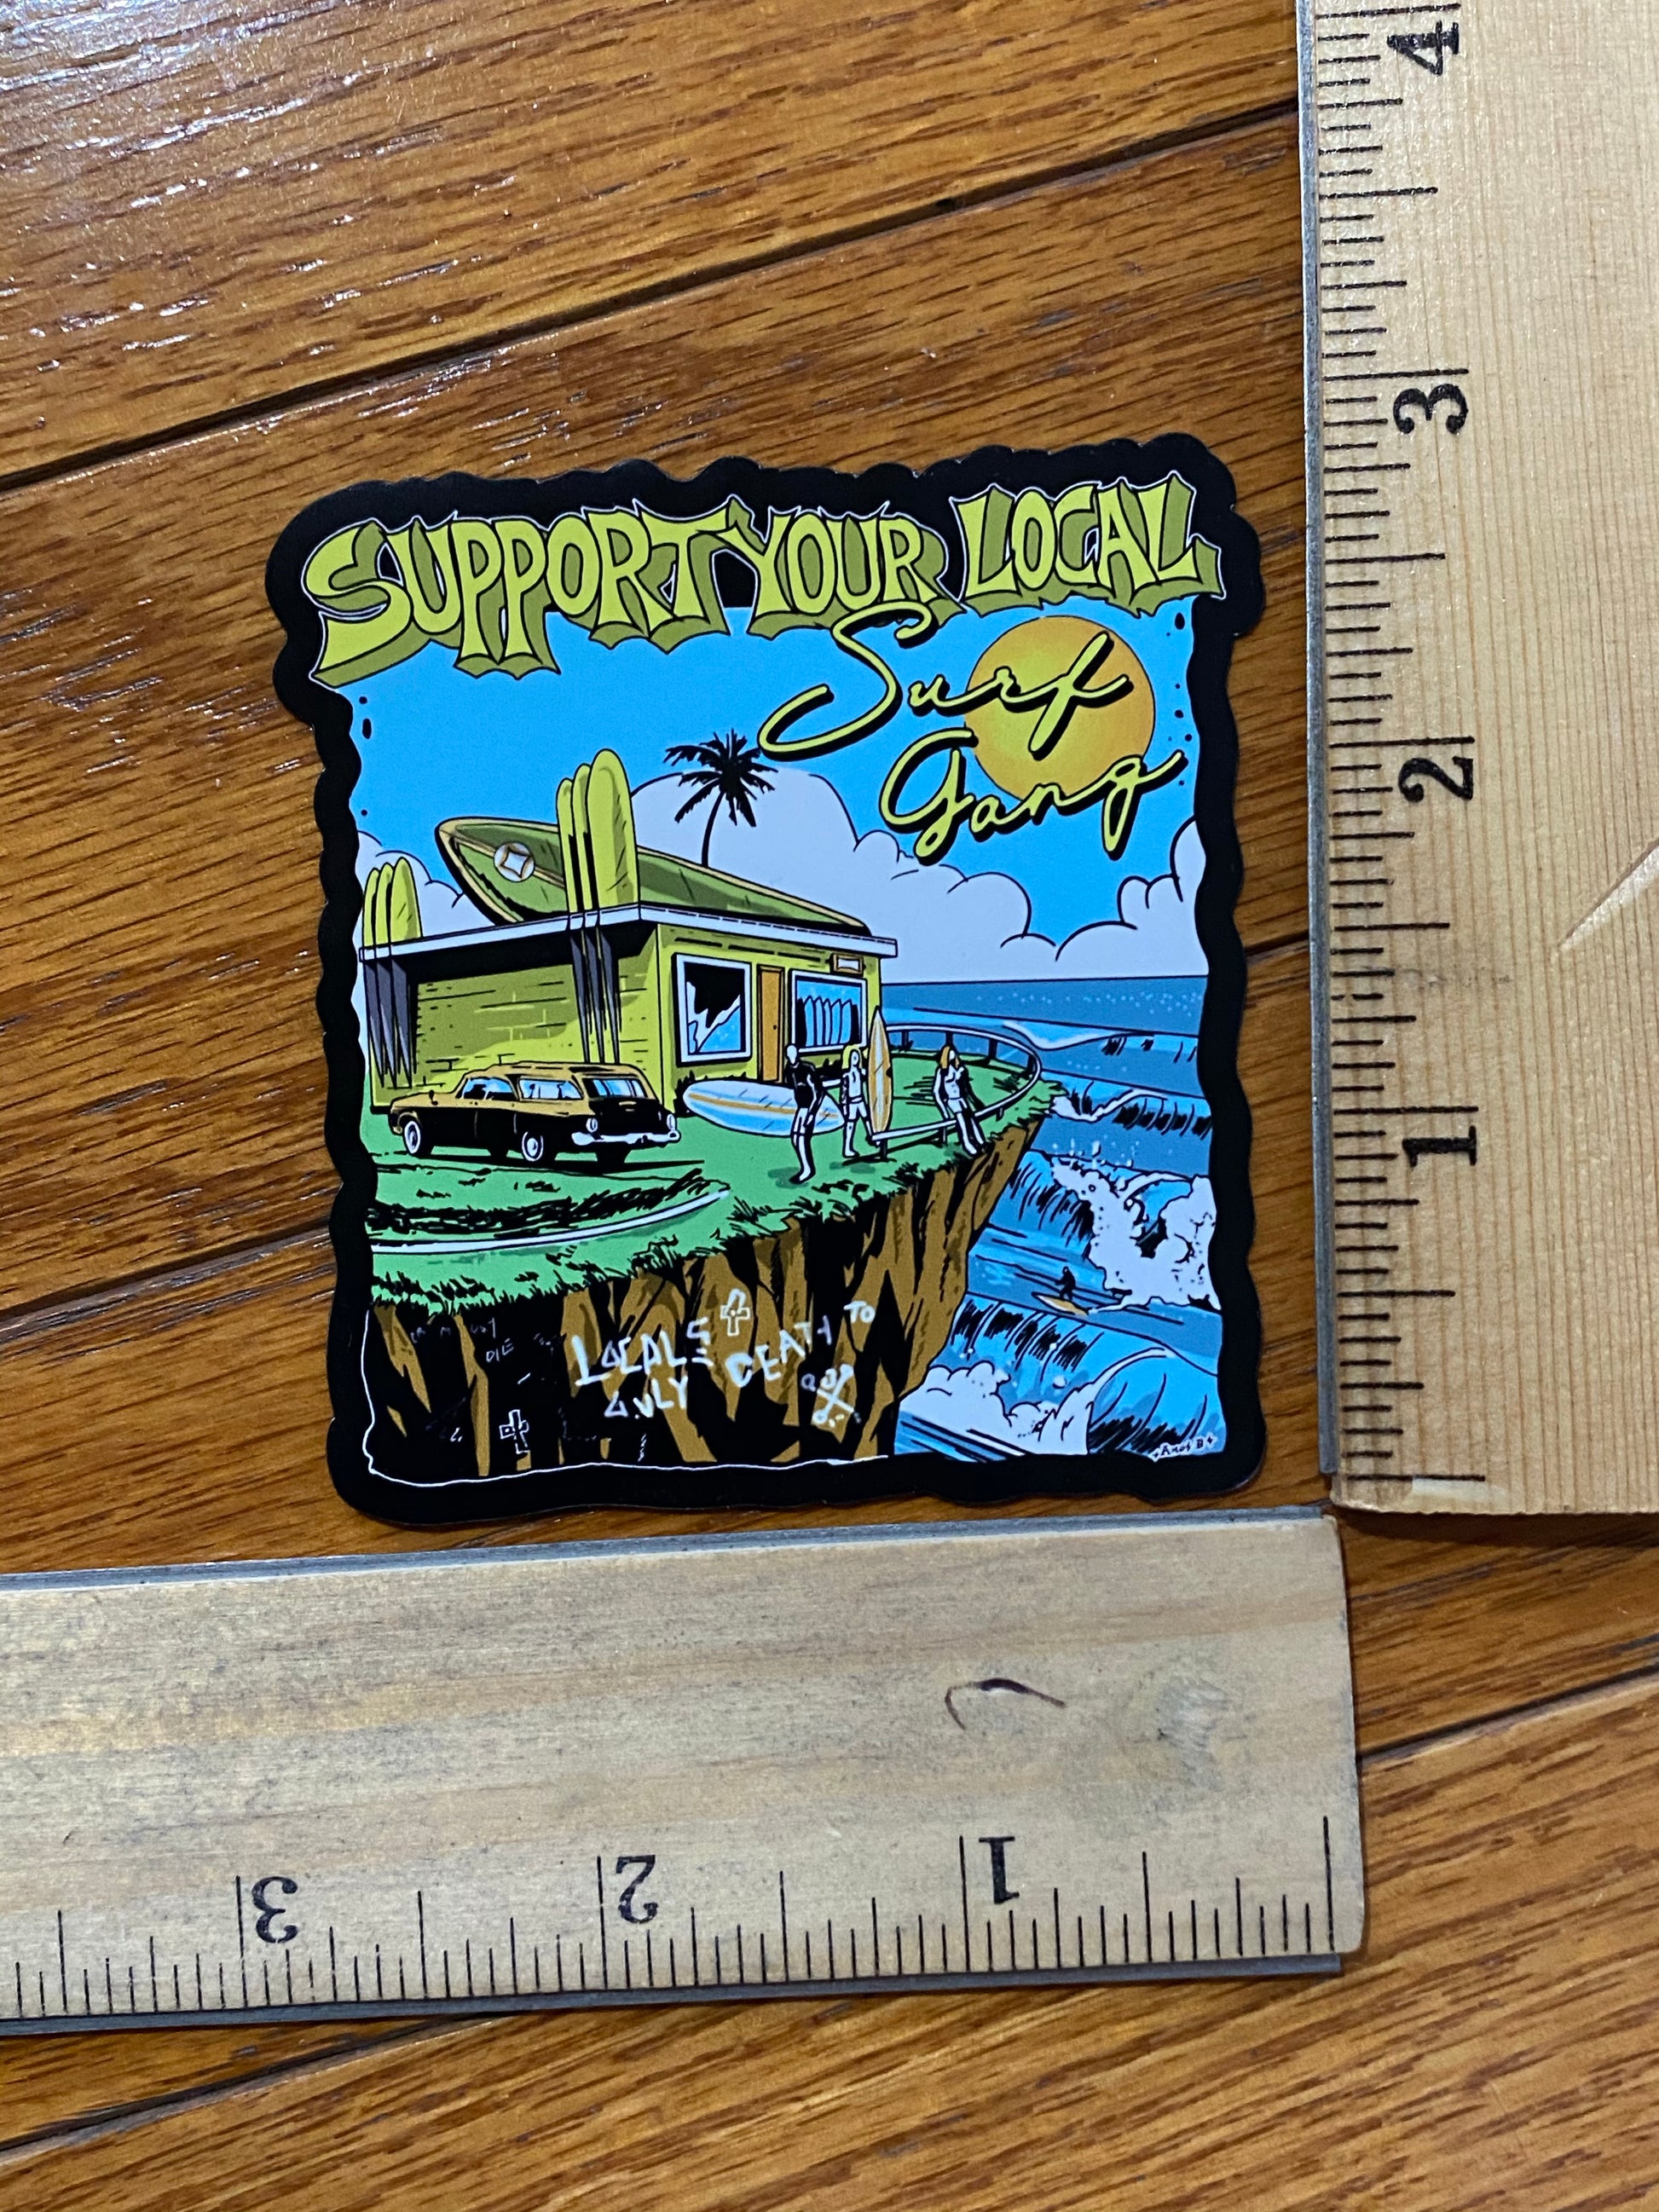 SUPPORT YOUR LOCAL
Surf
Gang
LOCALS DEATH TO
ONLY
DIE
4
3
2
1
3 2 1